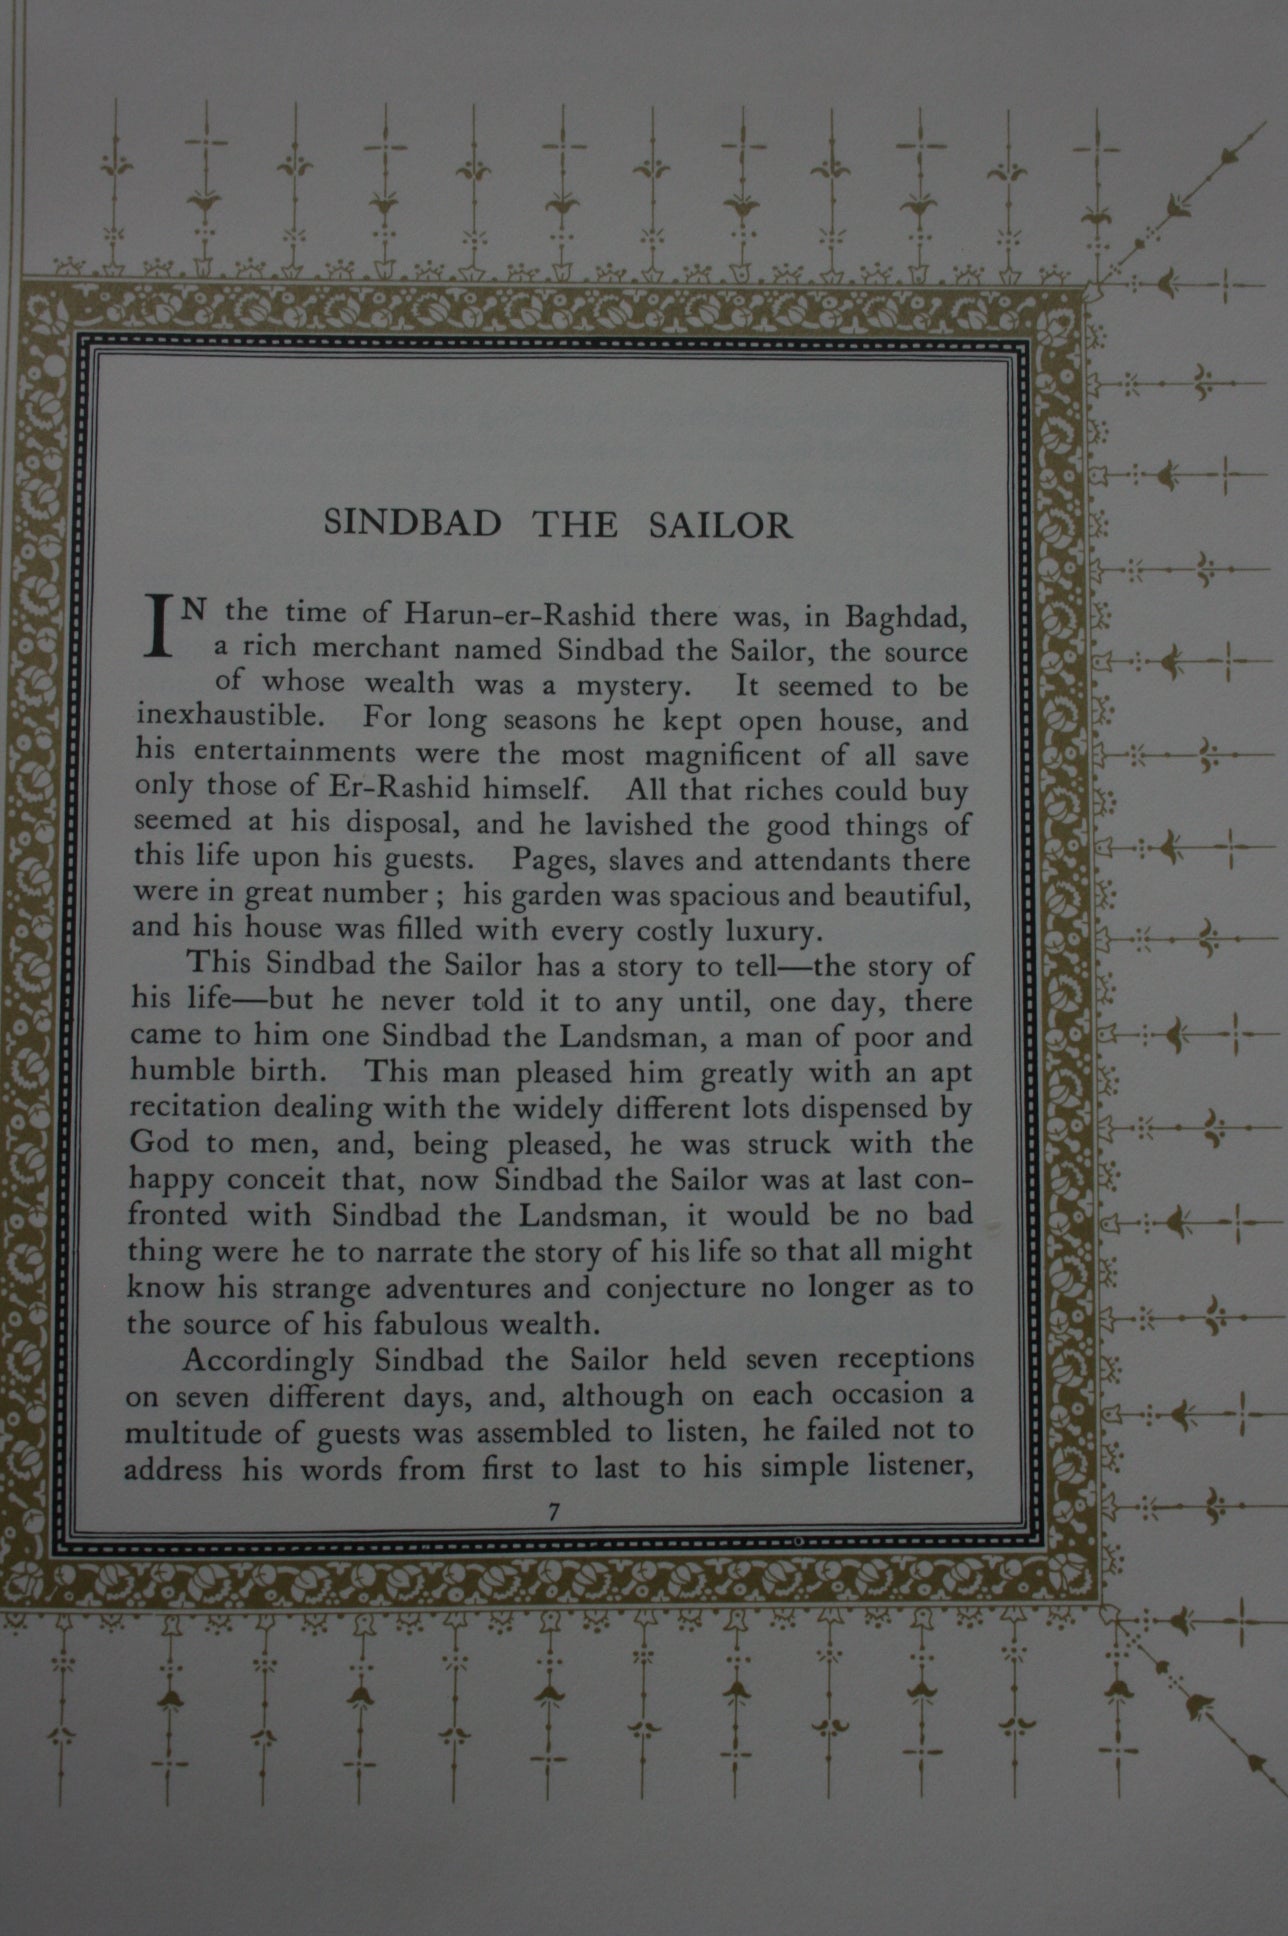 SINDBAD THE SAILOR
IN the time of Harun-er-Rashid there was, in Baghdad,
a rich merchant named Sindbad the Sailor, the source
of whose wealth was a mystery. It seemed to be
inexhaustible. For long seasons he kept open house, and
his entertainments were the most magnificent of all save
only those of Er-Rashid himself. All that riches could buy
seemed at his disposal, and he lavished the good things of
this life upon his guests. Pages, slaves and attendants there
were in great number; his garden was spacious and beautiful,
and his house was filled with every costly luxury.
This Sindbad the Sailor has a story to tell—the story of
his life—but he never told it to any until, one day, there
came to him one Sindbad the Landsman, a man of poor and
humble birth. This man pleased him greatly with an apt
recitation dealing with the widely different lots dispensed by
God to men, and, being pleased, he was struck with the
happy conceit that, now Sindbad the Sailor was at last con-
fronted with Sindbad the Landsman, it would be no bad
thing were he to narrate the story of his life so that all might
know his strange adventures and conjecture no longer as to
the source of his fabulous wealth.
Accordingly Sindbad the Sailor held seven receptions
on seven different days, and, although on each occasion a
multitude of guests was assembled to listen, he failed not to
address his words from first to last to his simple listener,
7